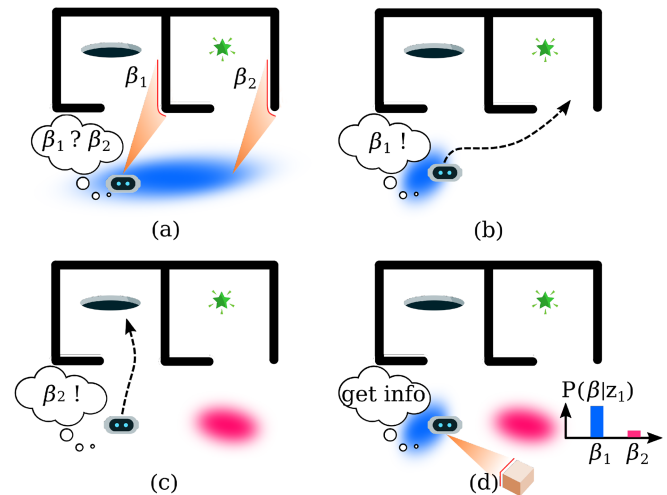 β₁
β₂
β₁ ? β₂
(a)
β₁ !
(b)
β₂ !
(c)
get info
P(β|z₁)
β₁
β₂
(d)